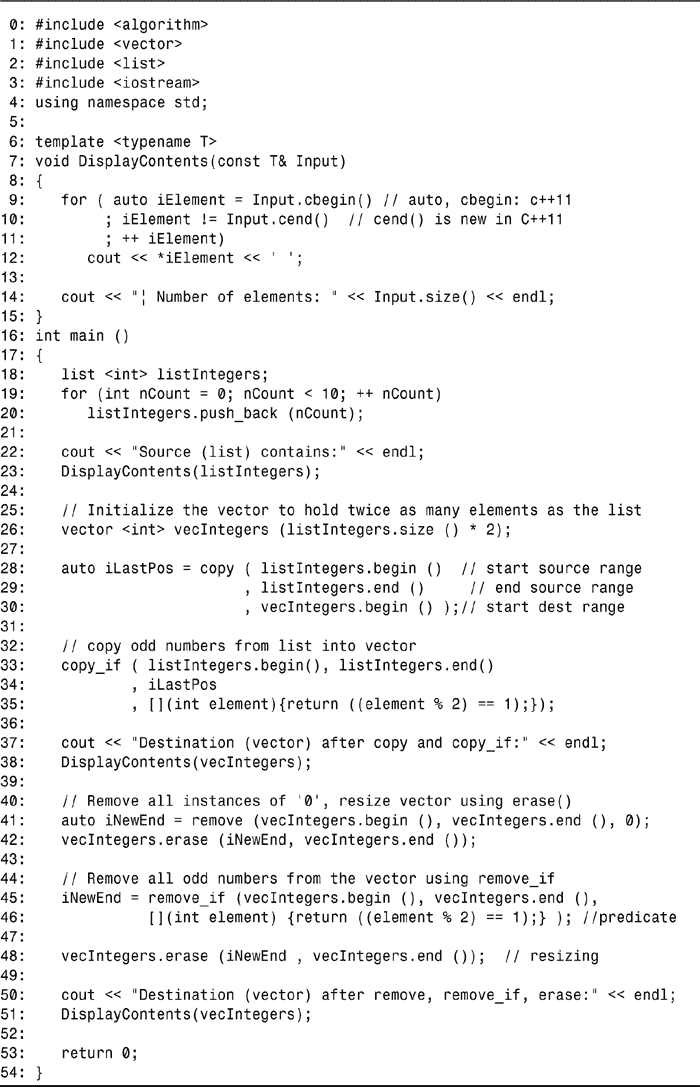 0: #include <algorithm>
1: #include <vector>
2: #include <list>
3: #include <iostream>
4: using namespace std;
5:
6: template <typename T>
7: void DisplayContents(const T& Input)
8: {
9:    for ( auto iElement = Input.cbegin() // auto, cbegin: c++11
10:         ; iElement != Input.cend()  // cend() is new in C++11
11:         ; ++ iElement)
12:       cout << *iElement << ' ';
13:
14:    cout << "¦ Number of elements: " << Input.size() << endl;
15: }
16: int main ()
17: {
18:    list <int> listIntegers;
19:    for (int nCount = 0; nCount < 10; ++ nCount)
20:       listIntegers.push_back (nCount);
21:
22:    cout << "Source (list) contains:" << endl;
23:    DisplayContents(listIntegers);
24:
25:    // Initialize the vector to hold twice as many elements as the list
26:    vector <int> vecIntegers (listIntegers.size () * 2);
27:
28:    auto iLastPos = copy ( listIntegers.begin ()  // start source range
29:                         , listIntegers.end ()     // end source range
30:                         , vecIntegers.begin () );// start dest range
31:
32:    // copy odd numbers from list into vector
33:    copy_if ( listIntegers.begin(), listIntegers.end()
34:            , iLastPos
35:            , [](int element){return ((element % 2) == 1);});
36:
37:    cout << "Destination (vector) after copy and copy_if:" << endl;
38:    DisplayContents(vecIntegers);
39:
40:    // Remove all instances of '0', resize vector using erase()
41:    auto iNewEnd = remove (vecIntegers.begin (), vecIntegers.end (), 0);
42:    vecIntegers.erase (iNewEnd, vecIntegers.end ());
43:
44:    // Remove all odd numbers from the vector using remove_if
45:    iNewEnd = remove_if (vecIntegers.begin (), vecIntegers.end (),
46:             [](int element) {return ((element % 2) == 1);} ); //predicate
47:
48:    vecIntegers.erase (iNewEnd , vecIntegers.end ());  // resizing
49:
50:    cout << "Destination (vector) after remove, remove_if, erase:" << endl;
51:    DisplayContents(vecIntegers);
52:
53:    return 0;
54: }